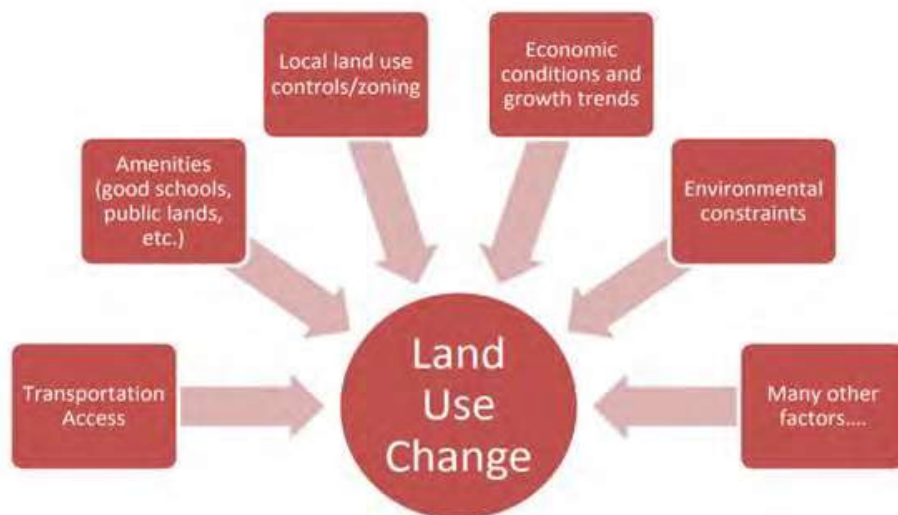 Local land use
controls/zoning
Economic
conditions and
growth trends
Amenities
(good schools,
public lands,
etc.)
Environmental
constraints
Transportation
Access
Land
Use
Change
Many other
factors....